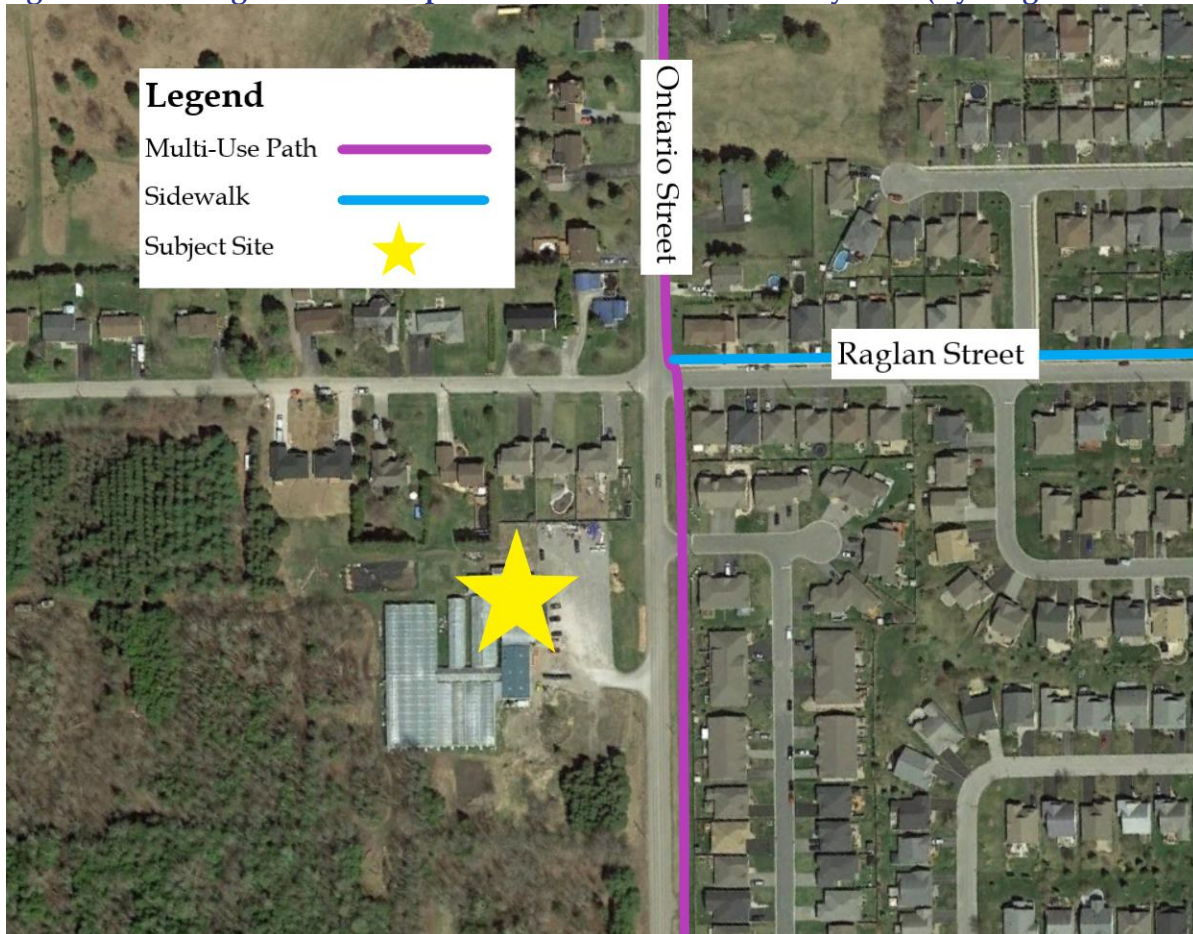 Legend
Multi-Use Path
Sidewalk
Subject Site
Ontario Street
Raglan Street